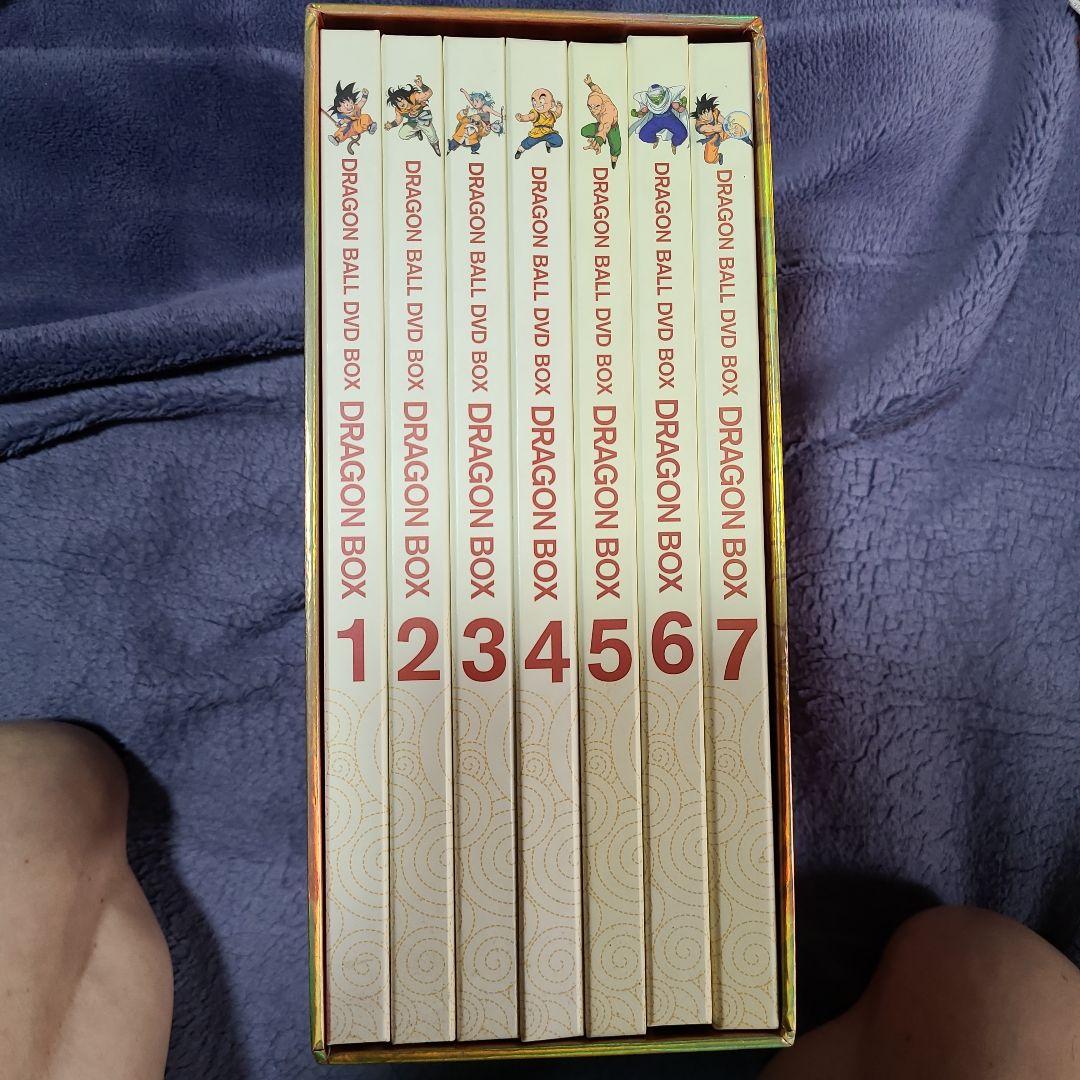 DRAGON BALL DVD BOX DRAGON BOX 1
DRAGON BALL DVD BOX DRAGON BOX 2
DRAGON BALL DVD BOX DRAGON BOX 3
DRAGON BALL DVD BOX DRAGON BOX 4
DRAGON BALL DVD BOX DRAGON BOX 5
DRAGON BALL DVD BOX DRAGON BOX 6
DRAGON BALL DVD BOX DRAGON BOX 7